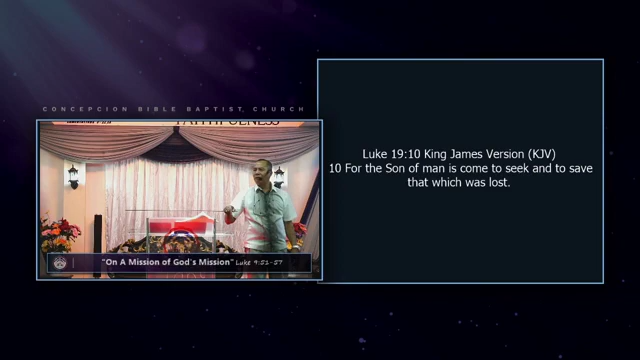 CONCEPCION BIBLE BAPTIST CHURCH
FAITHFULNESS
"On A Mission of God's Mission" Luke 9:51-57
Luke 19:10 King James Version (KJV)
10 For the Son of man is come to seek and to save
that which was lost.